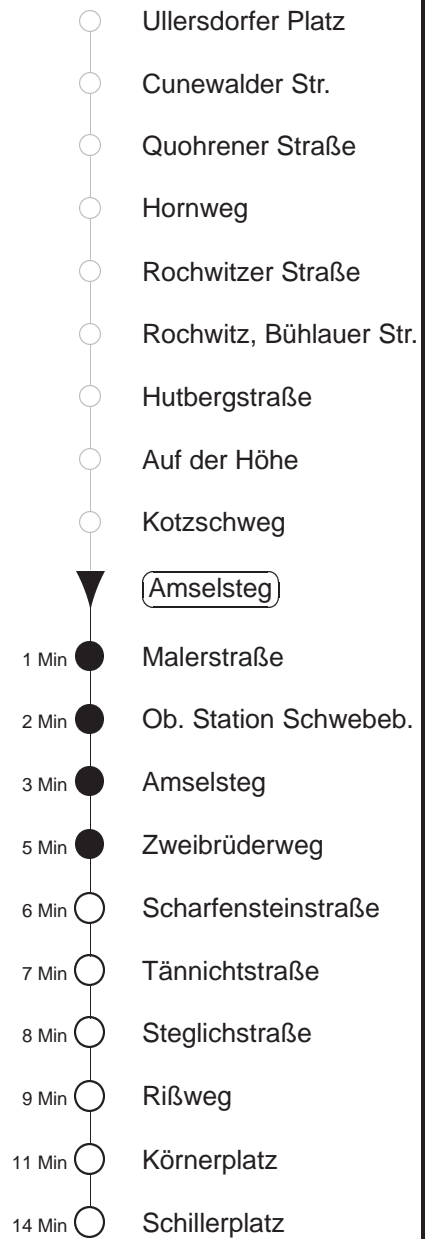 Ullersdorfer Platz
Cunewalder Str.
Quohrener Straße
Hornweg
Rochwitzer Straße
Rochwitz, Bühlauer Str.
Hutbergstraße
Auf der Höhe
Kotzschweg
Amselsteg
1 Min Malerstraße
2 Min Ob. Station Schwebeb.
3 Min Amselsteg
5 Min Zweibrüderweg
6 Min Scharfensteinstraße
7 Min Tännichtstraße
8 Min Steglichstraße
9 Min Rißweg
11 Min Körnerplatz
14 Min Schillerplatz